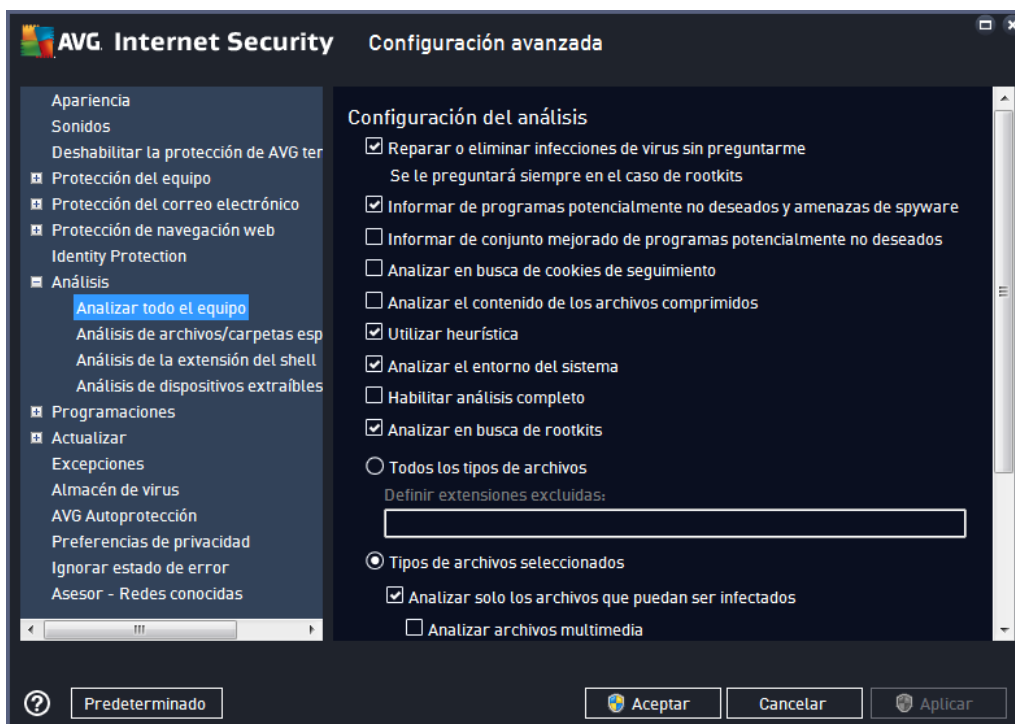 AVG. Internet Security Configuración avanzada
Apariencia
Sonidos
Deshabilitar la protección de AVG ter
Protección del equipo
Protección del correo electrónico
Protección de navegación web
Identity Protection
Análisis
Analizar todo el equipo
Análisis de archivos/carpetas esp
Análisis de la extensión del shell
Análisis de dispositivos extraíbles
Programaciones
Actualizar
Excepciones
Almacén de virus
AVG Autoprotección
Preferencias de privacidad
Ignorar estado de error
Asesor - Redes conocidas
Configuración del análisis
Reparar o eliminar infecciones de virus sin preguntarme
Se le preguntará siempre en el caso de rootkits
Informar de programas potencialmente no deseados y amenazas de spyware
Informar de conjunto mejorado de programas potencialmente no deseados
Analizar en busca de cookies de seguimiento
Analizar el contenido de los archivos comprimidos
Utilizar heurística
Analizar el entorno del sistema
Habilitar análisis completo
Analizar en busca de rootkits
Todos los tipos de archivos
Definir extensiones excluidas:
Tipos de archivos seleccionados
Analizar solo los archivos que puedan ser infectados
Analizar archivos multimedia
? Predeterminado Aceptar Cancelar Aplicar